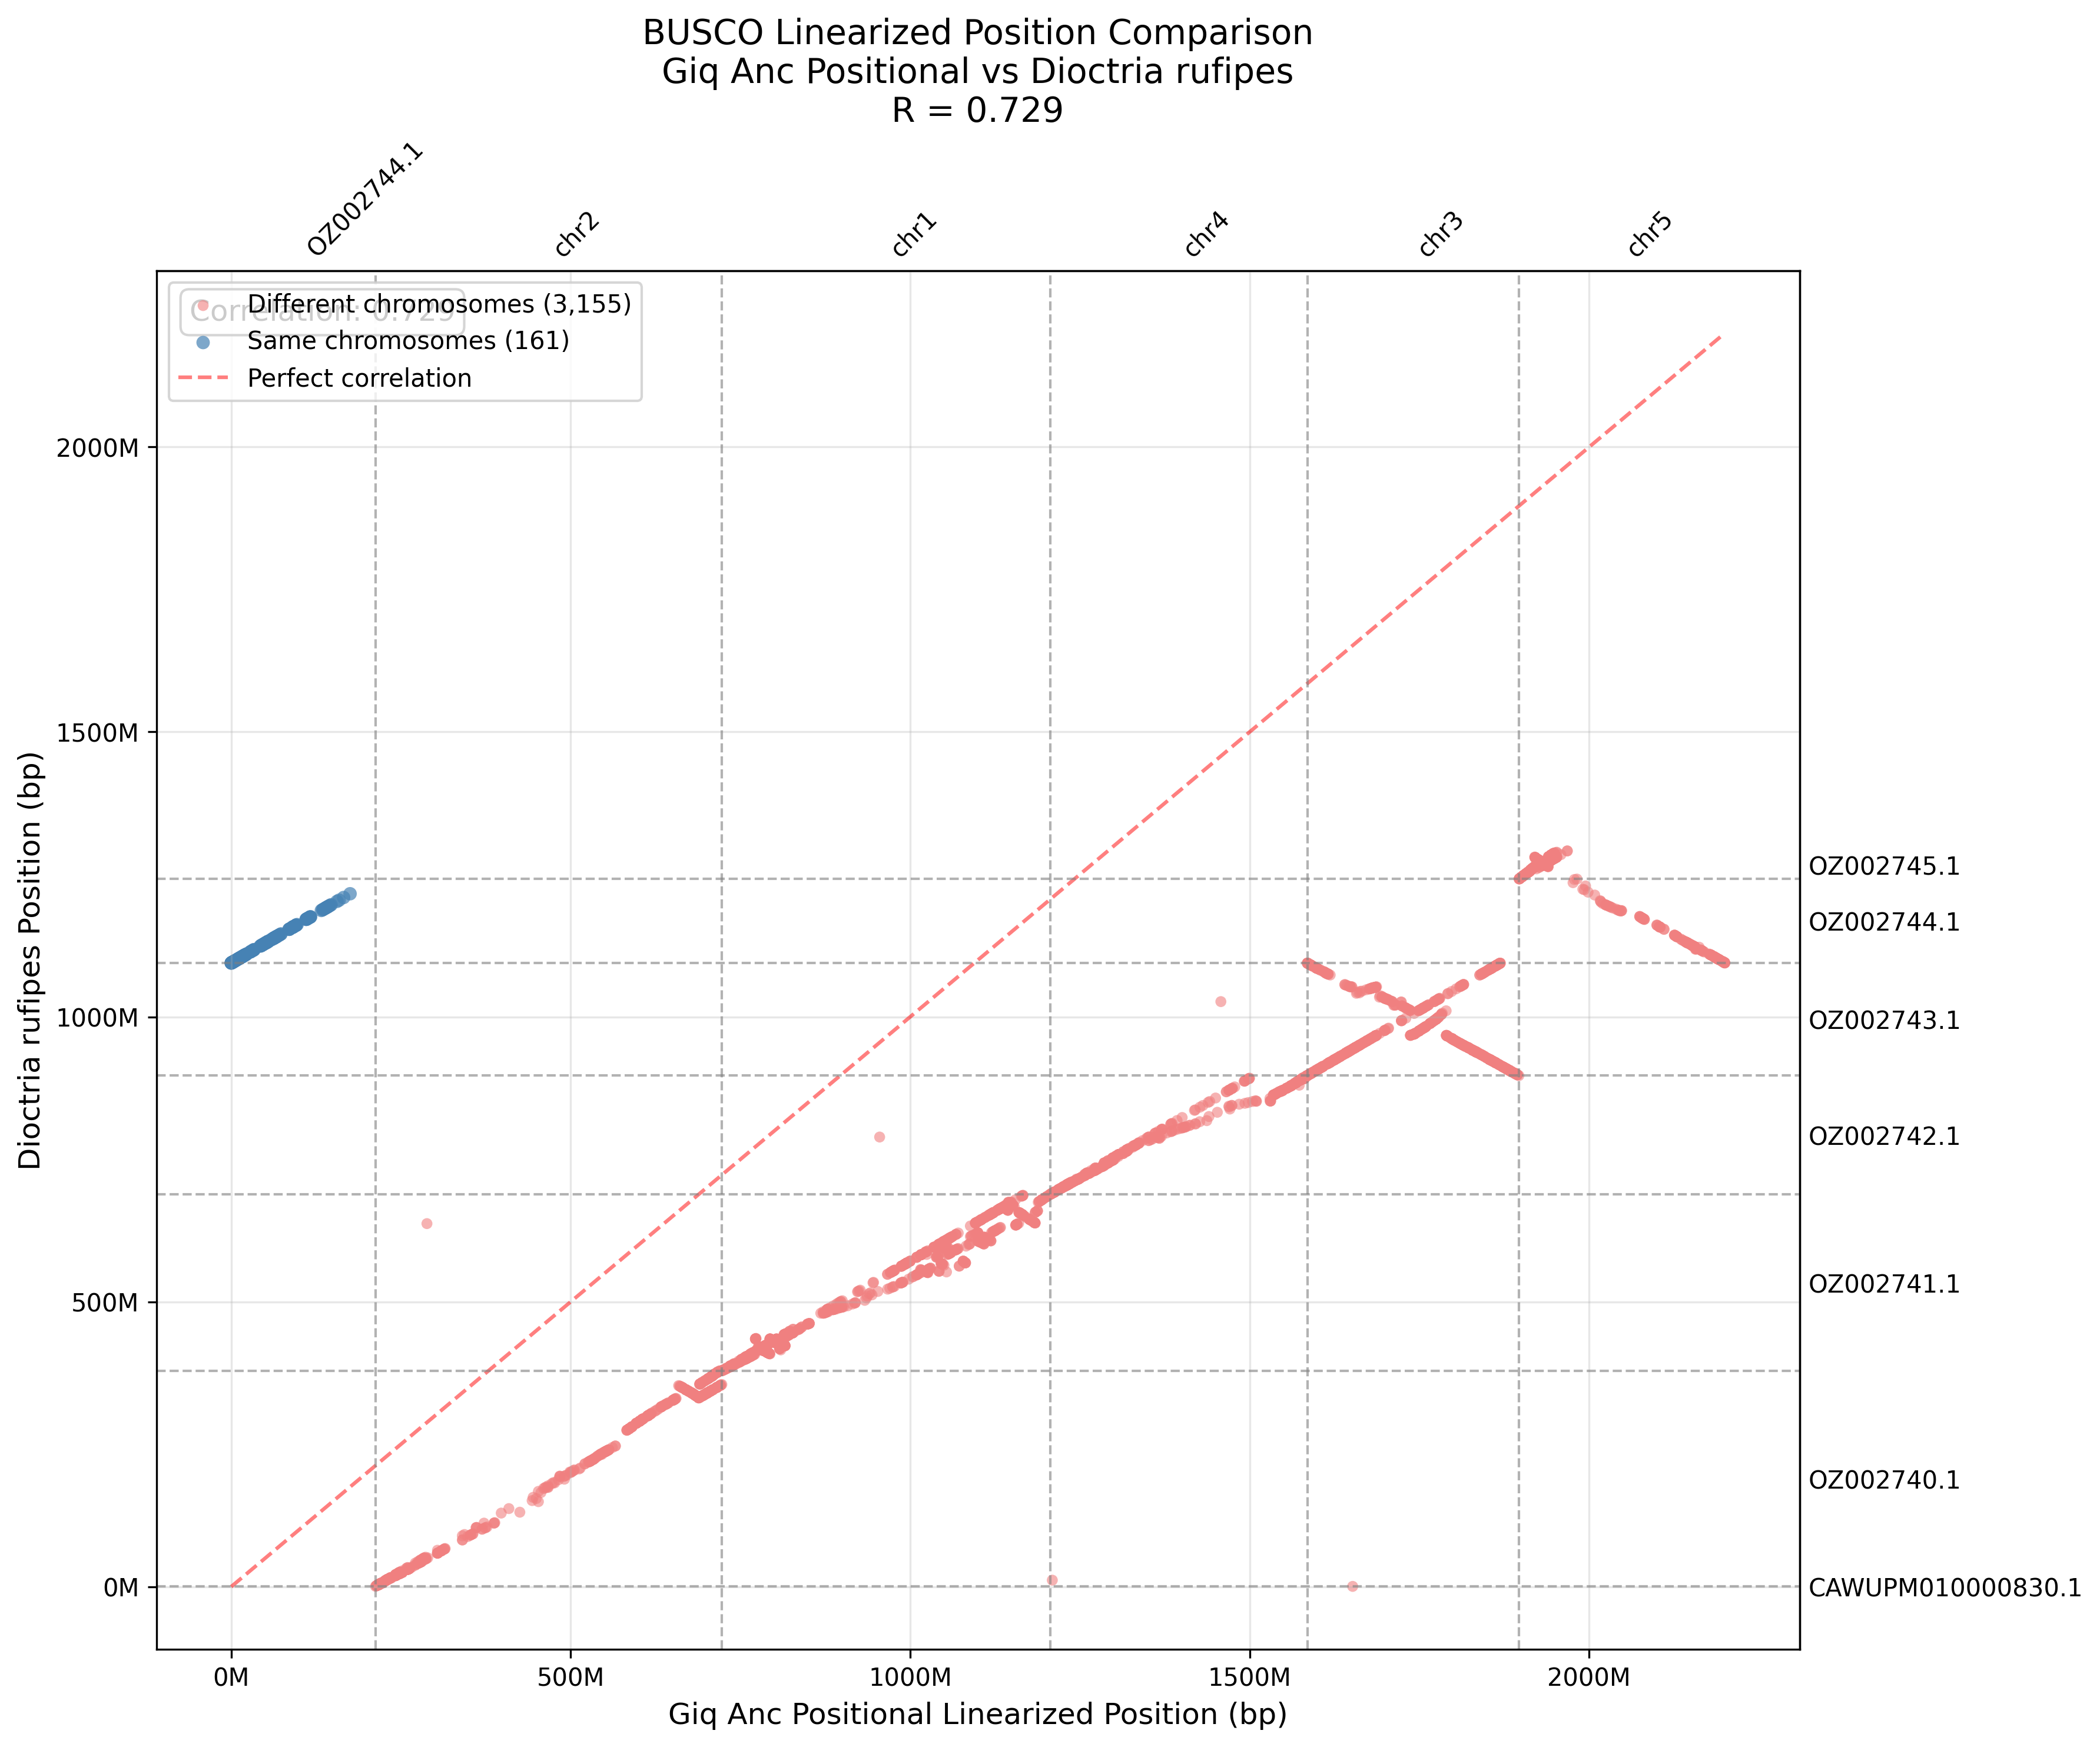 BUSCO Linearized Position Comparison
Giq Anc Positional vs Dioctria rufipes
R = 0.729
OZ002744.1
chr2
chr1
chr4
chr3
chr5
Correlation: 0.729
Different chromosomes (3,155)
Same chromosomes (161)
Perfect correlation
2000M
1500M
1000M
500M
0M
Dioctria rufipes Position (bp)
OZ002745.1
OZ002744.1
OZ002743.1
OZ002742.1
OZ002741.1
OZ002740.1
CAWUPM010000830.1
0M
500M
1000M
1500M
2000M
Giq Anc Positional Linearized Position (bp)